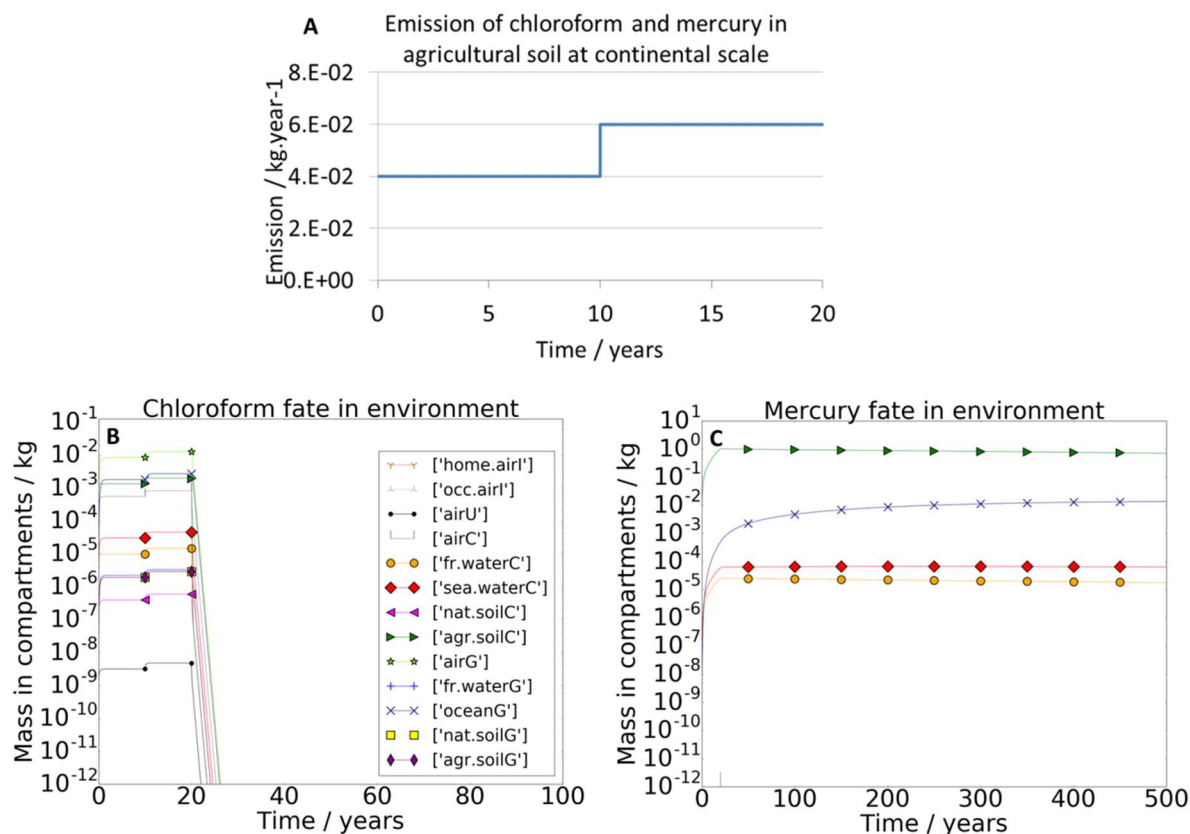 A
Emission of chloroform and mercury in
agricultural soil at continental scale
Emission / kg.year-1
8.E-02
6.E-02
4.E-02
2.E-02
0.E+00
0 5 10 15 20
Time / years
Chloroform fate in environment
B
Mass in compartments / kg
10^-1
10^-2
10^-3
10^-4
10^-5
10^-6
10^-7
10^-8
10^-9
10^-10
10^-11
10^-12
0 20 40 60 80 100
Time / years
['home.airI']
['occ.airI']
['airU']
['airC']
['fr.waterC']
['sea.waterC']
['nat.soilC']
['agr.soilC']
['airG']
['fr.waterG']
['oceanG']
['nat.soilG']
['agr.soilG']
Mercury fate in environment
C
Mass in compartments / kg
10^1
10^0
10^-1
10^-2
10^-3
10^-4
10^-5
10^-6
10^-7
10^-8
10^-9
10^-10
10^-11
10^-12
0 100 200 300 400 500
Time / years